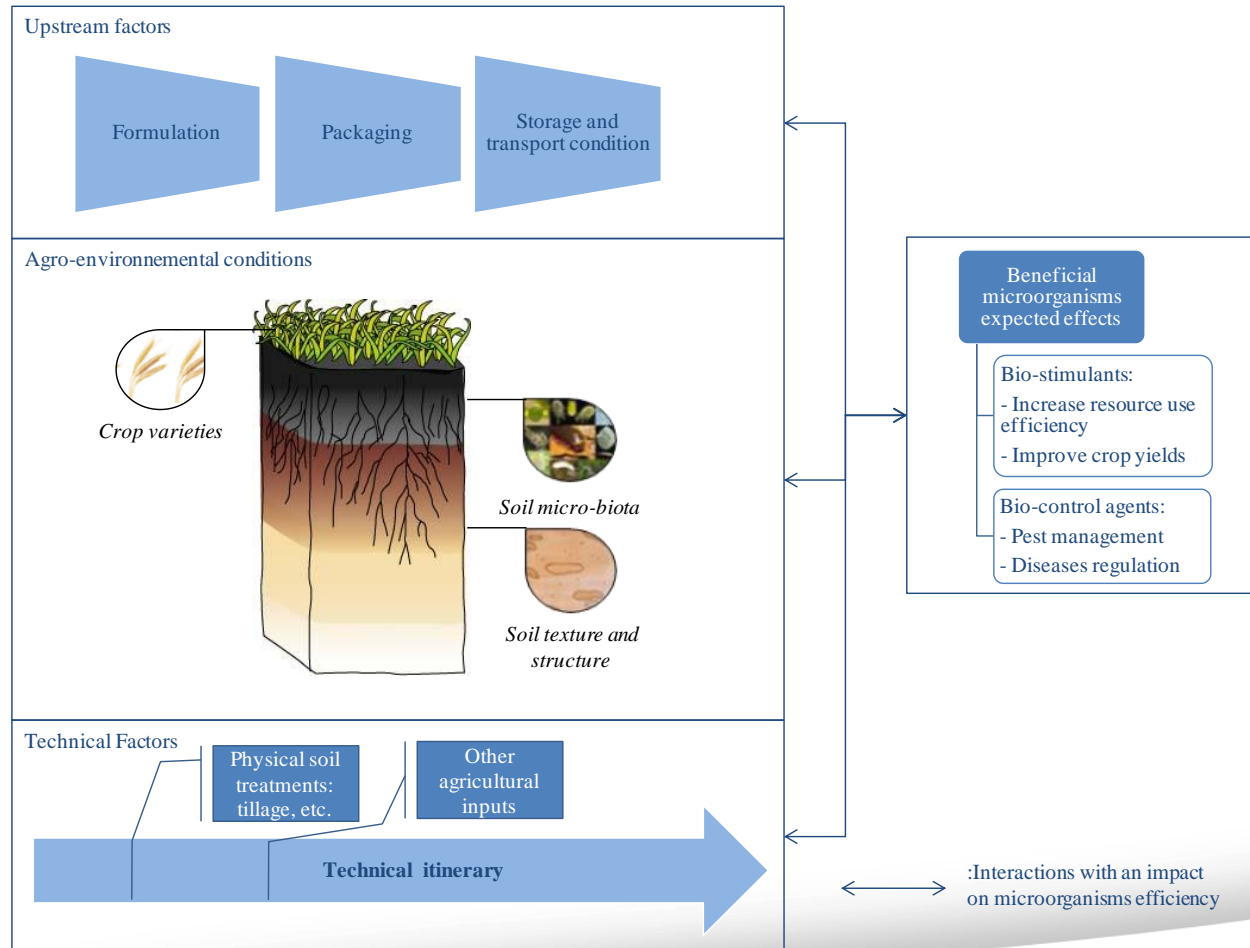 Upstream factors
Formulation
Packaging
Storage and
transport condition
Agro-environnemental conditions
Crop varieties
Soil micro-biota
Soil texture and
structure
Technical Factors
Physical soil
treatments:
tillage, etc.
Other
agricultural
inputs
Technical itinerary
Beneficial
microorganisms
expected effects
Bio-stimulants:
- Increase resource use
efficiency
- Improve crop yields
Bio-control agents:
- Pest management
- Diseases regulation
:Interactions with an impact
on microorganisms efficiency